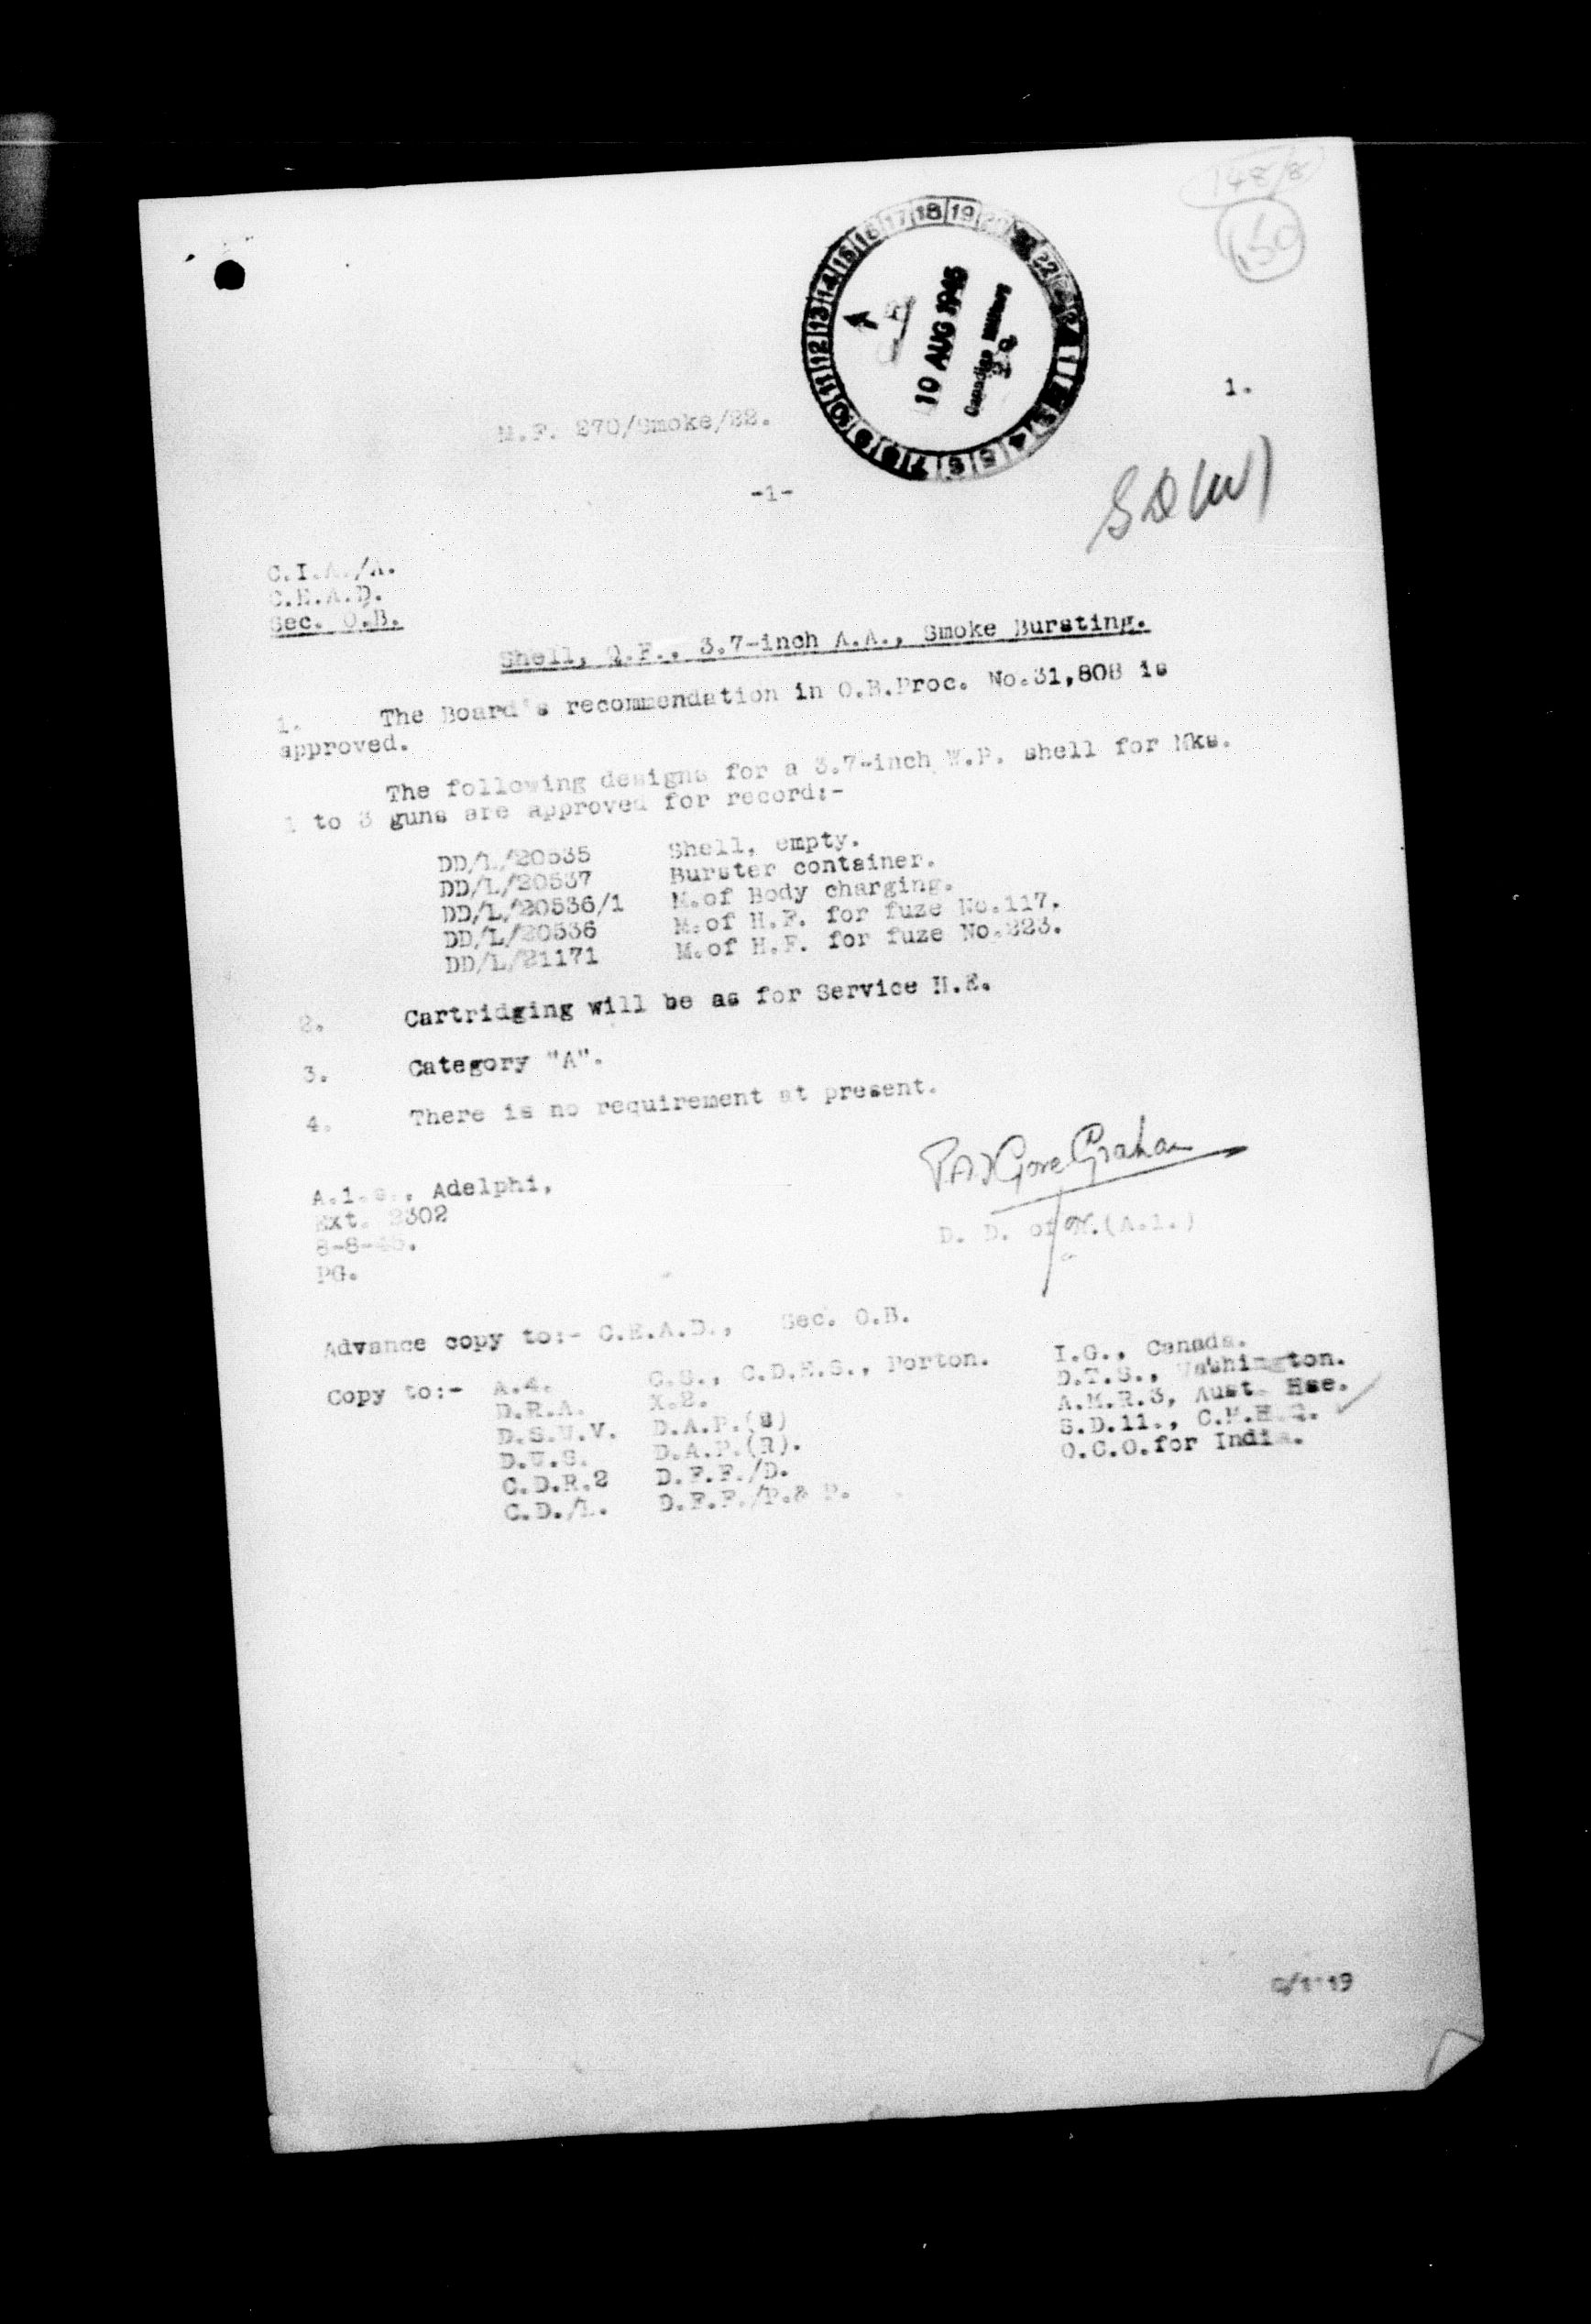 148/8
150
18 19
10 AUG 1945
Canadian Military
H.Q.
1.
M.F. 270/Smoke/22.
-1-
C.I.A./A.
C.E.A.D.
Sec. O.B.
Shell, Q.F., 3.7-inch A.A., Smoke Bursting.
1. The Board's recommendation in O.B.Proc. No.31,808 is
approved.
The following designs for a 3.7-inch W.P. shell for Mks.
1 to 3 guns are approved for record:-
DD/L/20535 Shell, empty.
DD/L/20537 Burster container.
DD/L/20536/1 M.of Body charging.
DD/L/20536 M.of H.F. for fuze No.117.
DD/L/21171 M.of H.F. for fuze No.223.
2. Cartridging will be as for Service H.E.
3. Category "A".
4. There is no requirement at present.
Gore Graham
A.1.s., Adelphi,
Ext. 2302
8-8-45.
PG.
D. D. of (A.1.)
Advance copy to:- C.E.A.D., Sec. O.B.
Copy to:- A.4. C.S., C.D.E.S., Porton. I.G., Canada.
D.R.A. X.2. D.T.S., Washington.
D.S.W.V. D.A.P.(S) A.M.R.3, Aust. Hse.
D.W.S. D.A.P.(R). S.D.11., C.M.H.Q.
C.D.R.2 D.F.F./D. O.C.O.for India.
C.D./L. D.F.F./P.& P.